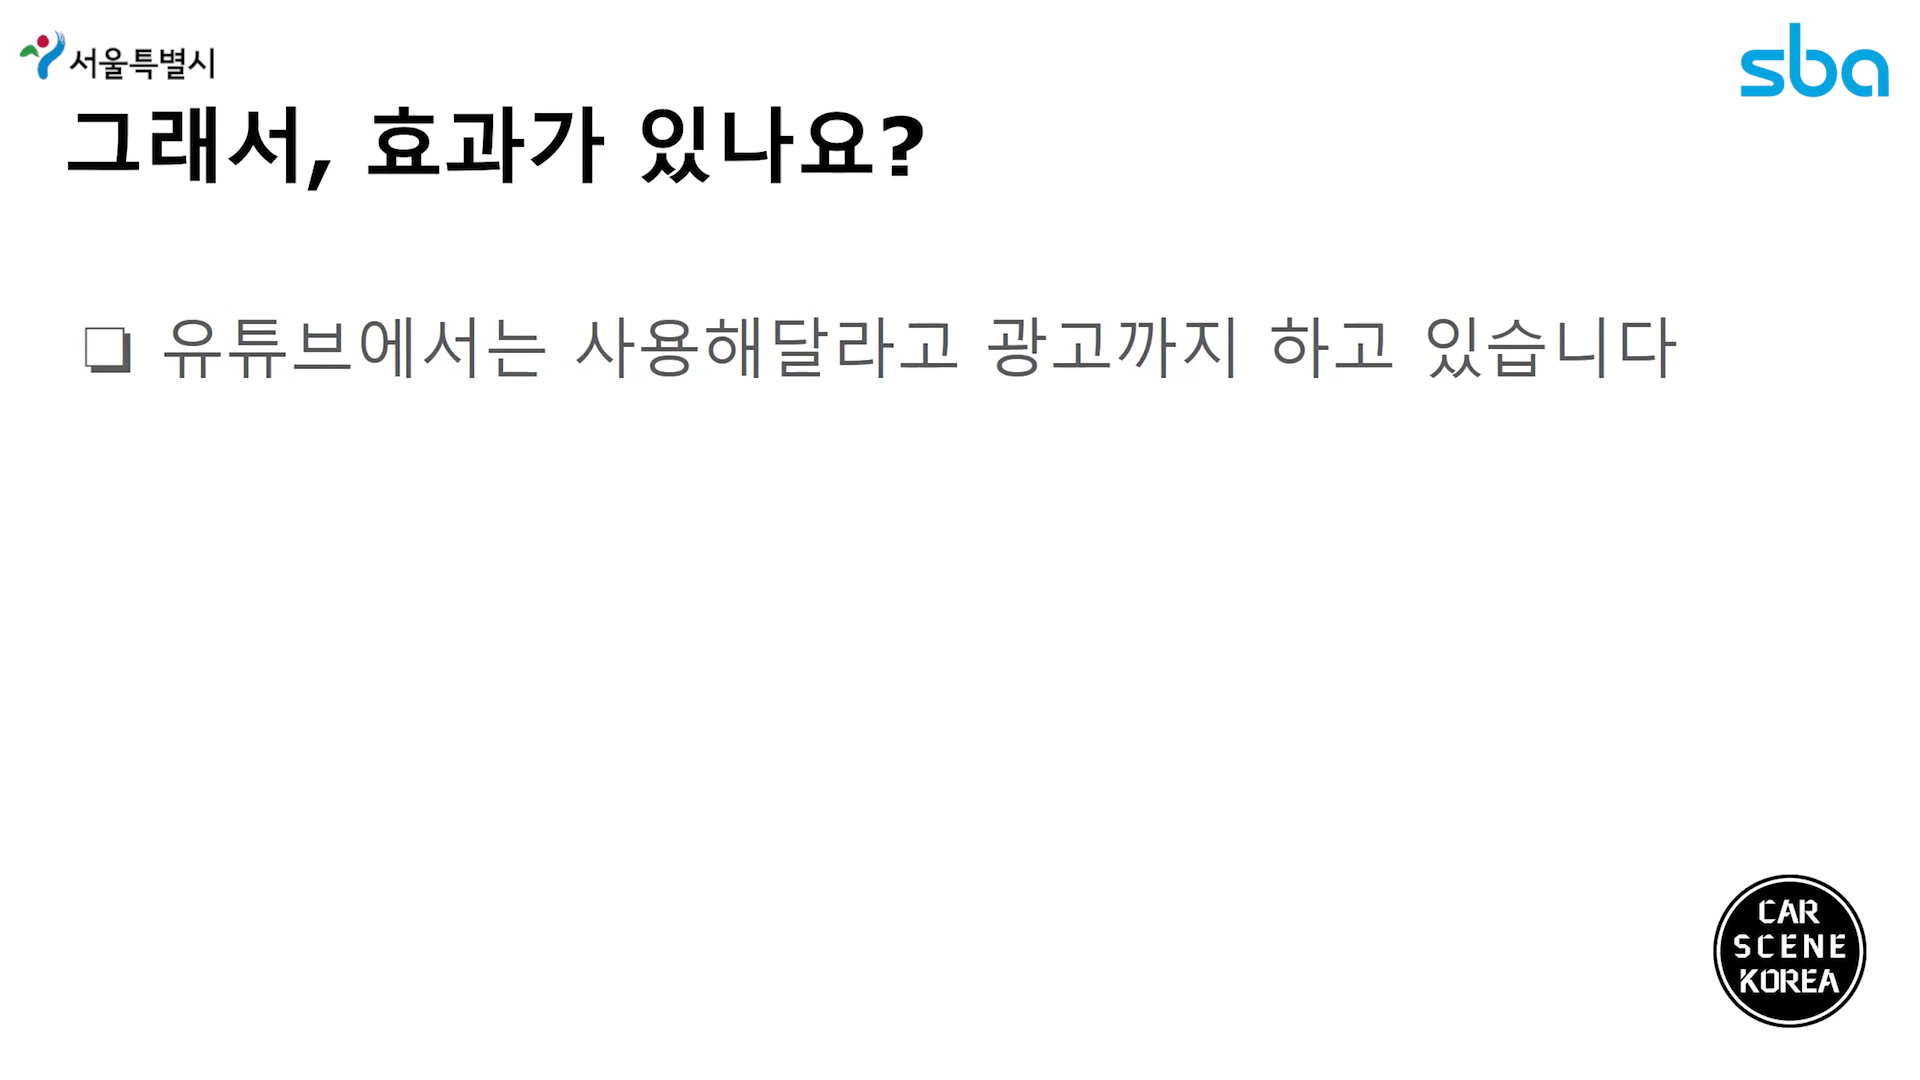 서울특별시
sba
그래서, 효과가 있나요?
❏ 유튜브에서는 사용해달라고 광고까지 하고 있습니다
CAR
SCENE
KOREA